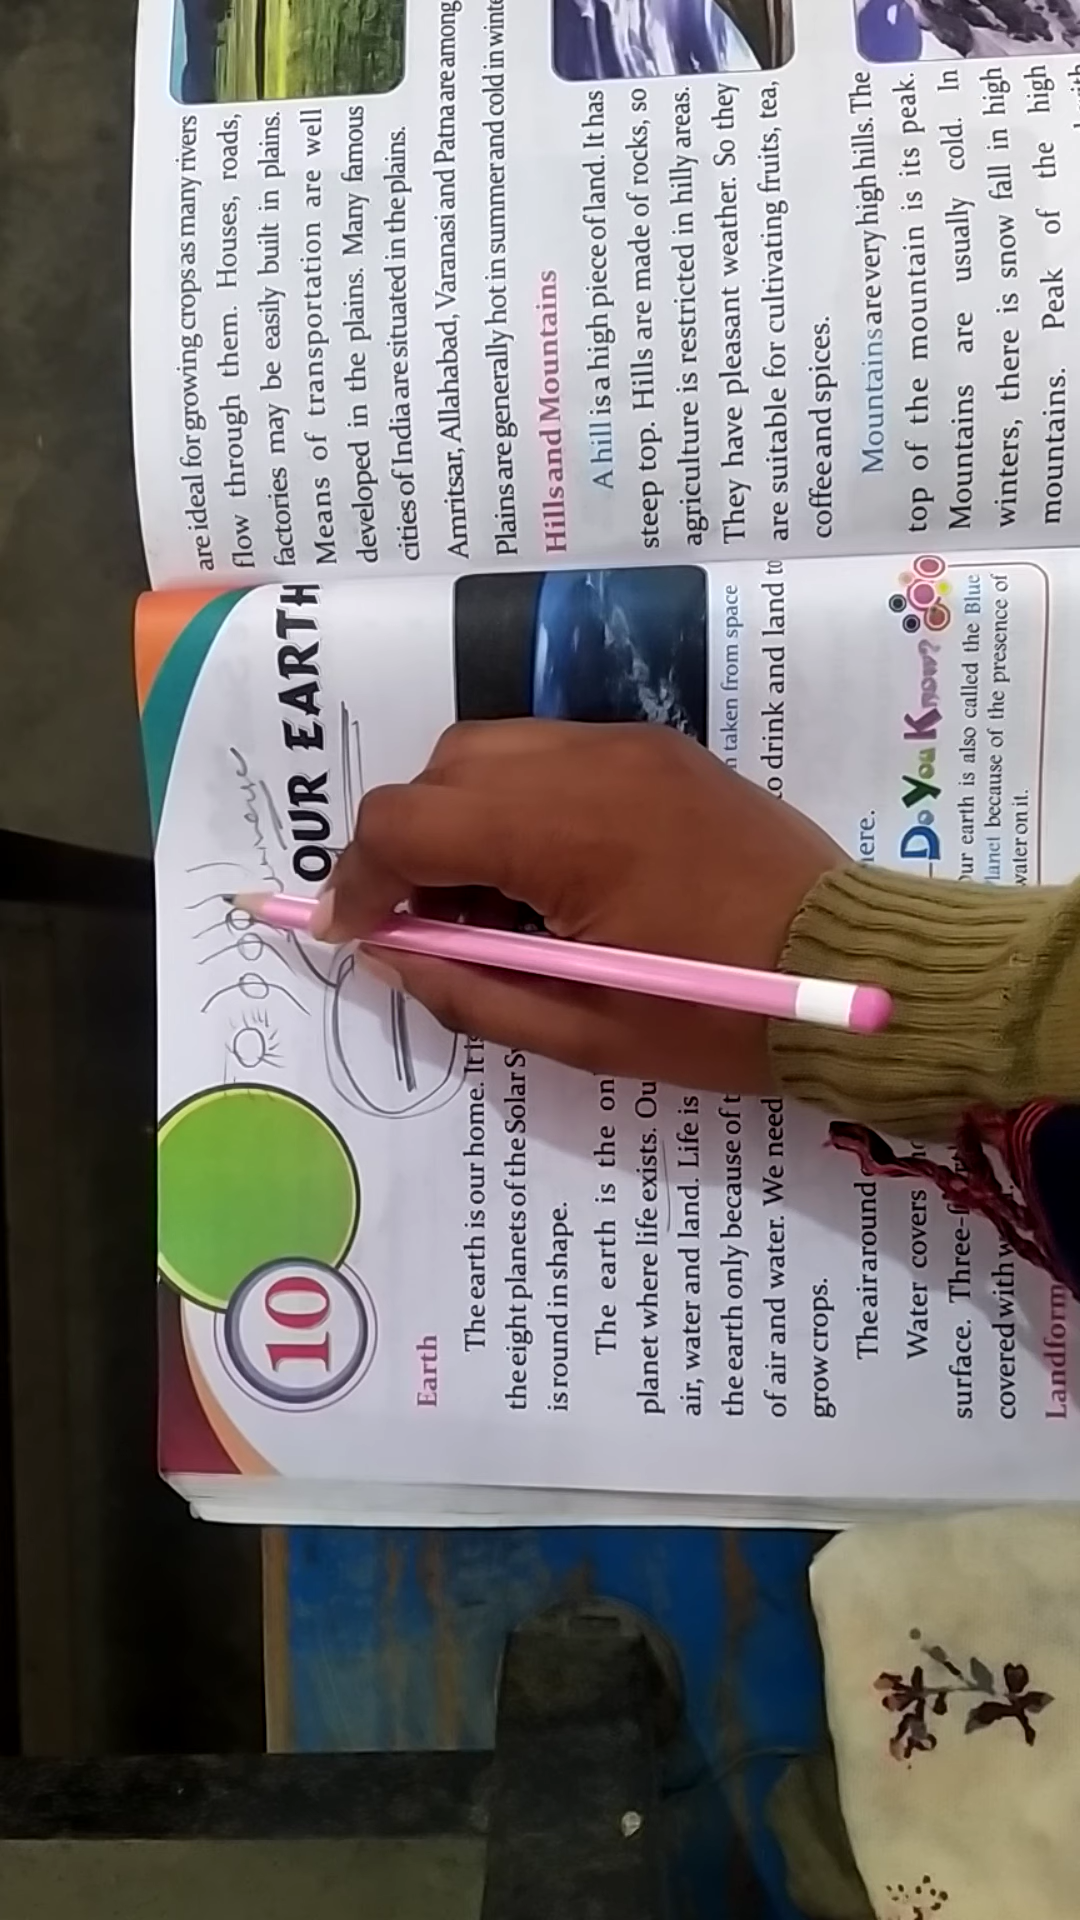 10
OUR EARTH
universe
Earth
The earth is our home. It is
the eight planets of the Solar
is round in shape.
The earth is the
planet where life exists.
air, water and land. Life is
the earth only because of
of air and water. We need
to drink and land to
grow crops.
taken from space
The air around
here.
Water covers
surface.
covered with
Do You Know?
our earth is also called the Blue
Planet because of the presence of
water on it.
are ideal for growing crops as many rivers
flow through them. Houses, roads,
factories may be easily built in plains.
Means of transportation are well
developed in the plains. Many famous
cities of India are situated in the plains.
Amritsar, Allahabad, Varanasi and Patna are among
Plains are generally hot in summer and cold in
Hills and Mountains
A hill is a high piece of land. It has
steep top. Hills are made of rocks, so
agriculture is restricted in hilly areas.
They have pleasant weather. So they
are suitable for cultivating fruits, tea,
coffee and spices.
Mountains are very high hills. The
top of the mountain is its peak.
Mountains are usually cold. In
winters, there is snow fall in high
mountains. Peak of the high